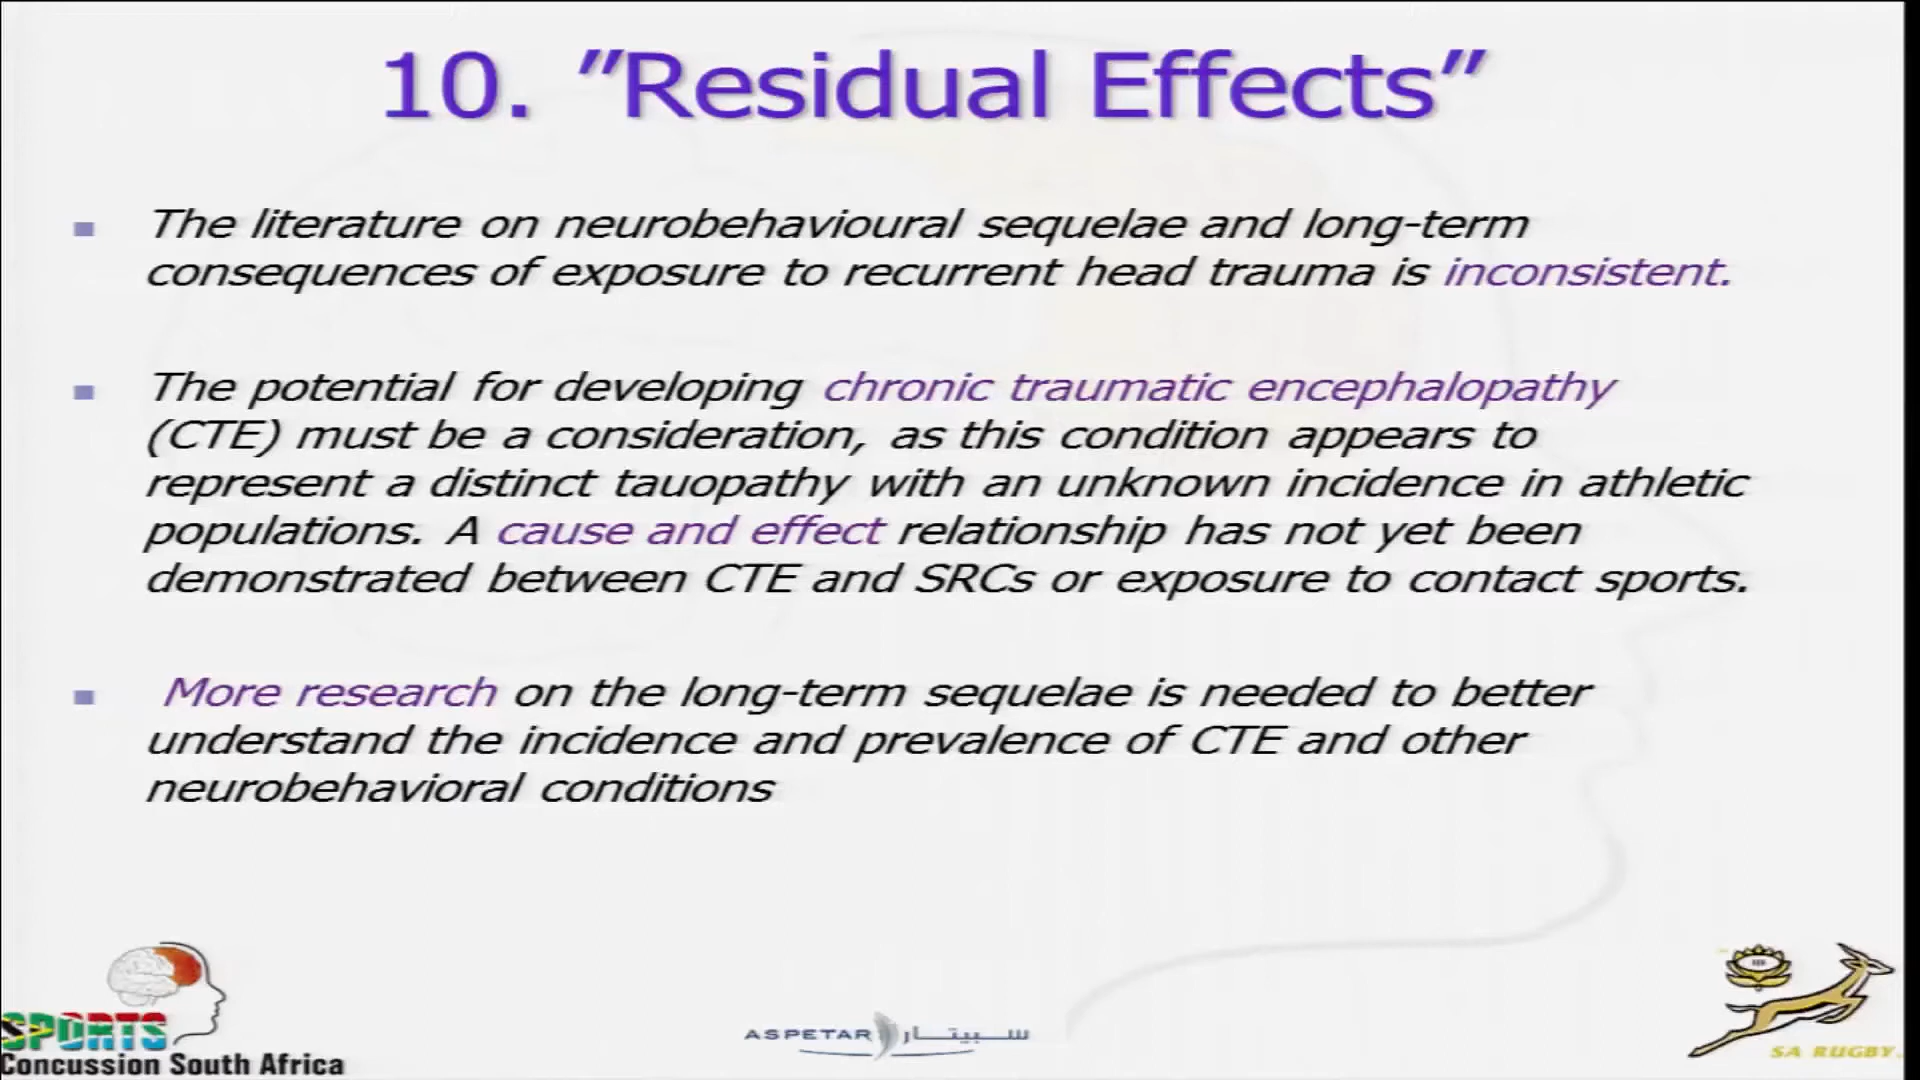 10. ”Residual Effects”
The literature on neurobehavioural sequelae and long-term
consequences of exposure to recurrent head trauma is inconsistent.
The potential for developing chronic traumatic encephalopathy
(CTE) must be a consideration, as this condition appears to
represent a distinct tauopathy with an unknown incidence in athletic
populations. A cause and effect relationship has not yet been
demonstrated between CTE and SRCs or exposure to contact sports.
More research on the long-term sequelae is needed to better
understand the incidence and prevalence of CTE and other
neurobehavioral conditions
SPORTS
Concussion South Africa
ASPETAR سبيتار
SA RUGBY